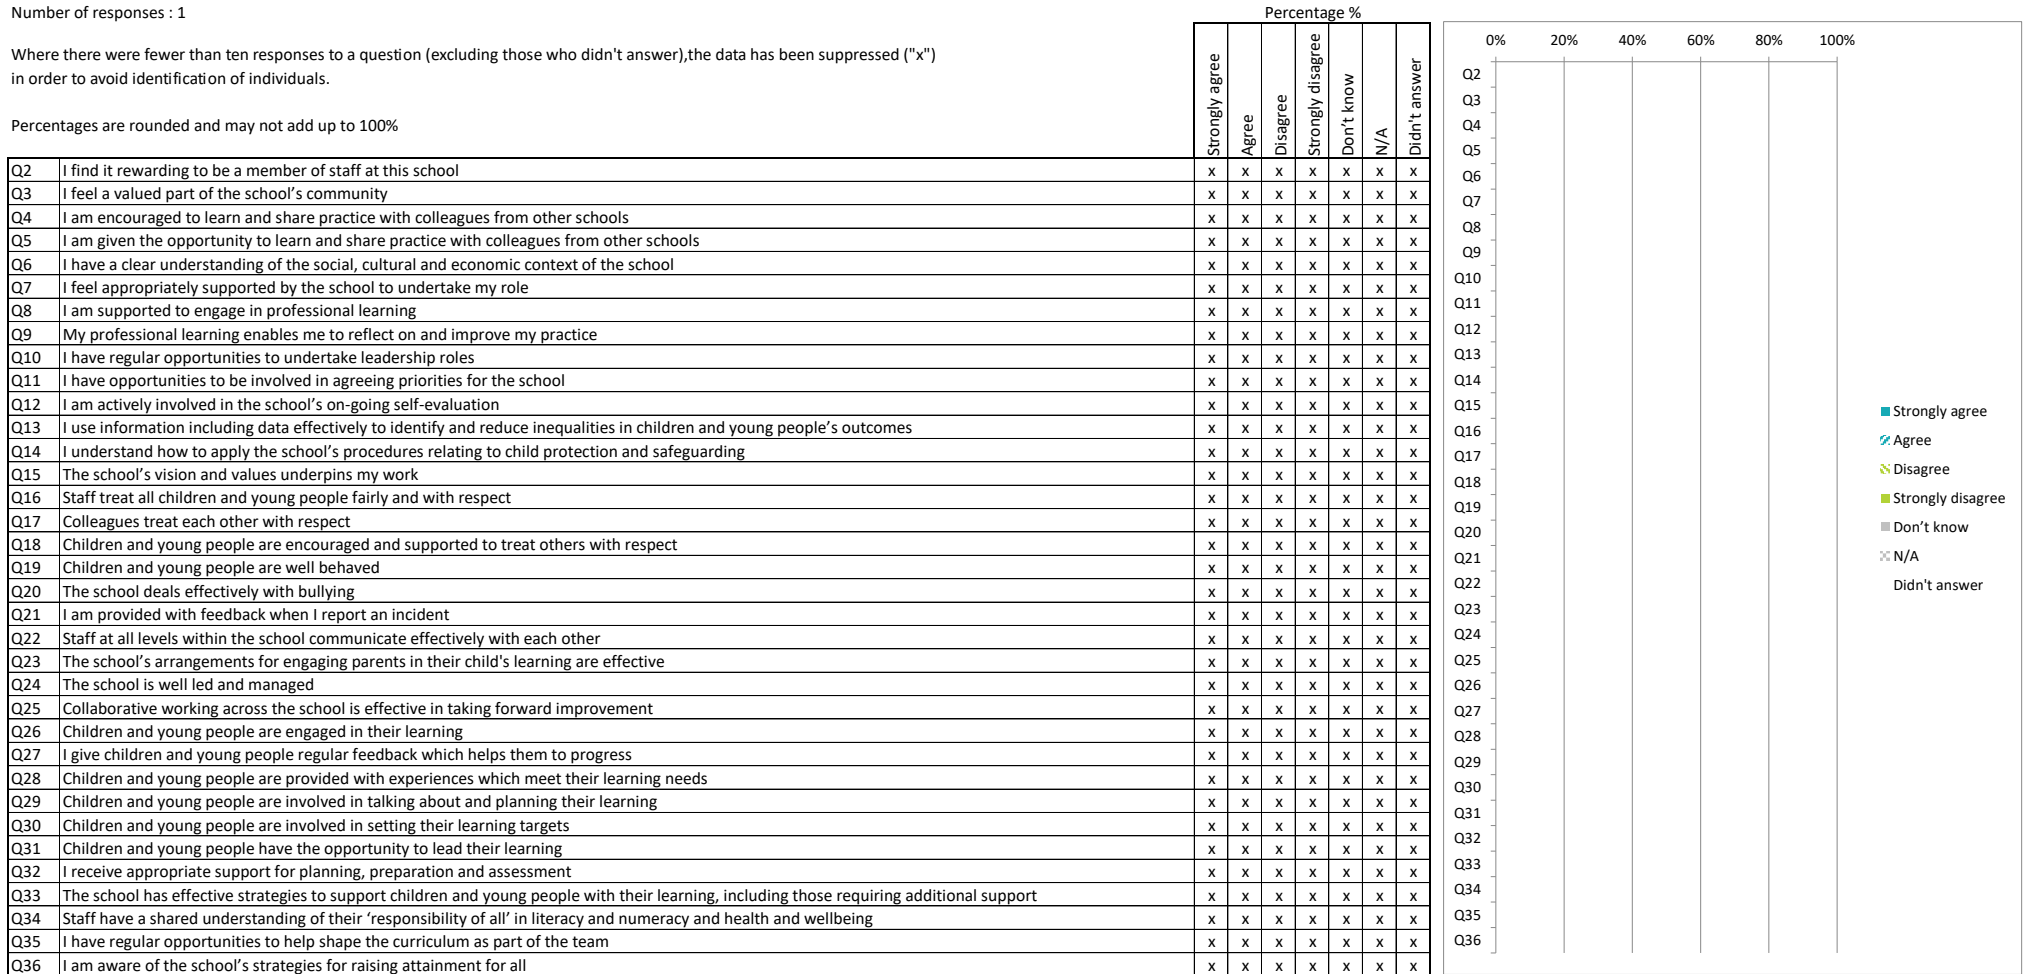 Number of responses : 1
Percentage %
Where there were fewer than ten responses to a question (excluding those who didn't answer),the data has been suppressed ("x")
in order to avoid identification of individuals.
Percentages are rounded and may not add up to 100%
Strongly agree
Agree
Disagree
Strongly disagree
Don't know
N/A
Didn't answer
Q2 I find it rewarding to be a member of staff at this school x x x x x x x
Q3 I feel a valued part of the school’s community x x x x x x x
Q4 I am encouraged to learn and share practice with colleagues from other schools x x x x x x x
Q5 I am given the opportunity to learn and share practice with colleagues from other schools x x x x x x x
Q6 I have a clear understanding of the social, cultural and economic context of the school x x x x x x x
Q7 I feel appropriately supported by the school to undertake my role x x x x x x x
Q8 I am supported to engage in professional learning x x x x x x x
Q9 My professional learning enables me to reflect on and improve my practice x x x x x x x
Q10 I have regular opportunities to undertake leadership roles x x x x x x x
Q11 I have opportunities to be involved in agreeing priorities for the school x x x x x x x
Q12 I am actively involved in the school’s on-going self-evaluation x x x x x x x
Q13 I use information including data effectively to identify and reduce inequalities in children and young people’s outcomes x x x x x x x
Q14 I understand how to apply the school’s procedures relating to child protection and safeguarding x x x x x x x
Q15 The school’s vision and values underpins my work x x x x x x x
Q16 Staff treat all children and young people fairly and with respect x x x x x x x
Q17 Colleagues treat each other with respect x x x x x x x
Q18 Children and young people are encouraged and supported to treat others with respect x x x x x x x
Q19 Children and young people are well behaved x x x x x x x
Q20 The school deals effectively with bullying x x x x x x x
Q21 I am provided with feedback when I report an incident x x x x x x x
Q22 Staff at all levels within the school communicate effectively with each other x x x x x x x
Q23 The school’s arrangements for engaging parents in their child's learning are effective x x x x x x x
Q24 The school is well led and managed x x x x x x x
Q25 Collaborative working across the school is effective in taking forward improvement x x x x x x x
Q26 Children and young people are engaged in their learning x x x x x x x
Q27 I give children and young people regular feedback which helps them to progress x x x x x x x
Q28 Children and young people are provided with experiences which meet their learning needs x x x x x x x
Q29 Children and young people are involved in talking about and planning their learning x x x x x x x
Q30 Children and young people are involved in setting their learning targets x x x x x x x
Q31 Children and young people have the opportunity to lead their learning x x x x x x x
Q32 I receive appropriate support for planning, preparation and assessment x x x x x x x
Q33 The school has effective strategies to support children and young people with their learning, including those requiring additional support x x x x x x x
Q34 Staff have a shared understanding of their ‘responsibility of all’ in literacy and numeracy and health and wellbeing x x x x x x x
Q35 I have regular opportunities to help shape the curriculum as part of the team x x x x x x x
Q36 I am aware of the school’s strategies for raising attainment for all x x x x x x x
0% 20% 40% 60% 80% 100%
Q2
Q3
Q4
Q5
Q6
Q7
Q8
Q9
Q10
Q11
Q12
Q13
Q14
Q15
Q16
Q17
Q18
Q19
Q20
Q21
Q22
Q23
Q24
Q25
Q26
Q27
Q28
Q29
Q30
Q31
Q32
Q33
Q34
Q35
Q36
Strongly agree
Agree
Disagree
Strongly disagree
Don’t know
N/A
Didn't answer